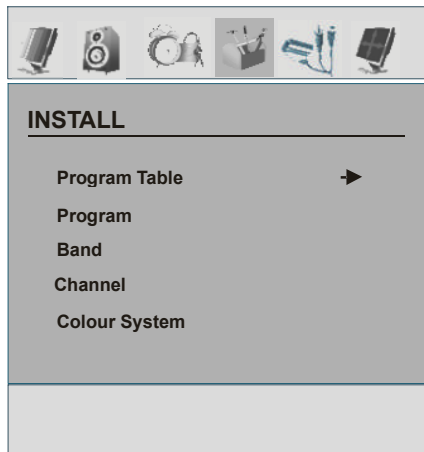 INSTALL
Program Table
Program
Band
Channel
Colour System